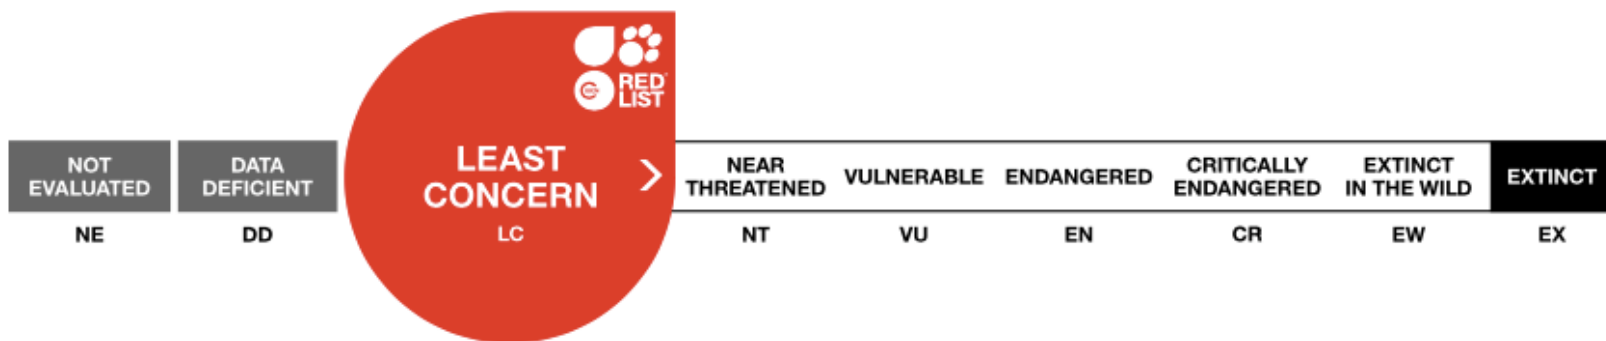 RED
LIST
NOT
EVALUATED
DATA
DEFICIENT
LEAST
CONCERN
NEAR
THREATENED
VULNERABLE
ENDANGERED
CRITICALLY
ENDANGERED
EXTINCT
IN THE WILD
EXTINCT
NE
DD
LC
NT
VU
EN
CR
EW
EX